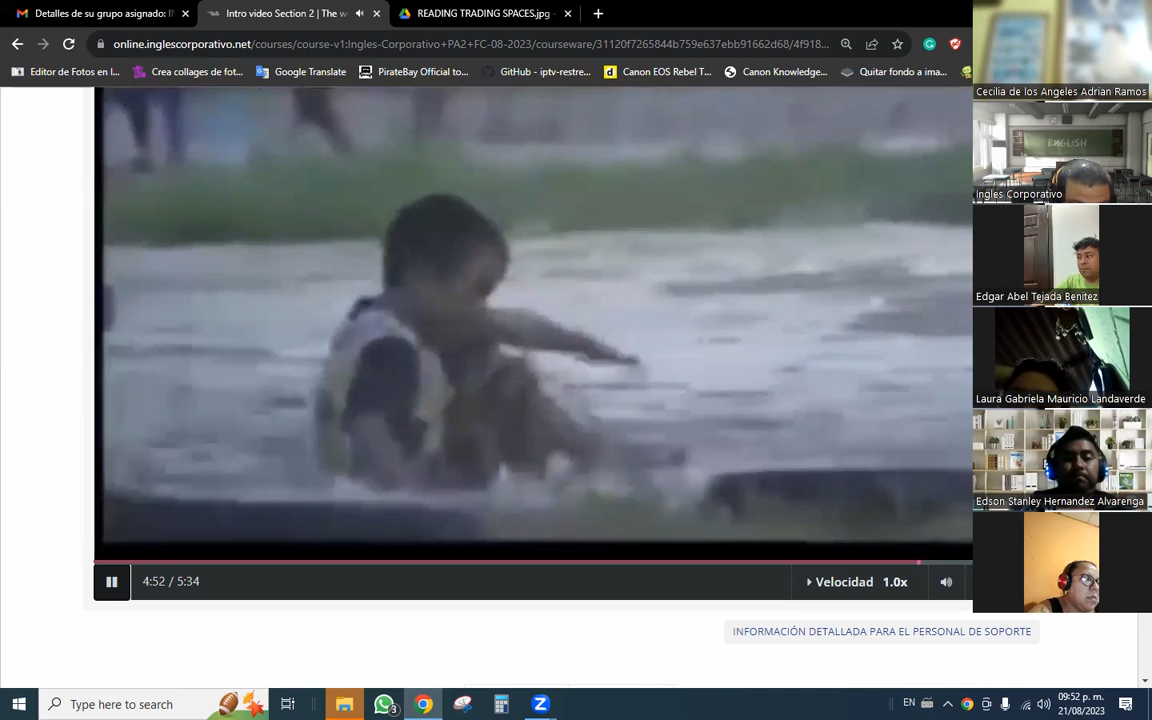 Detalles de su grupo asignado: I
Intro video Section 2 | The w
READING TRADING SPACES.jpg -
online.inglescorporativo.net/courses/course-v1:Ingles-Corporativo+PA2+FC-08-2023/courseware/31120f7265844b759e637ebb91662d68/4f918...
Editor de Fotos en l...
Crea collages de fot...
Google Translate
PirateBay Official to...
GitHub - iptv-restre...
Canon EOS Rebel T...
Canon Knowledge...
Quitar fondo a ima...
Cecilia de los Angeles Adrian Ramos
ENGLISH
Ingles Corporativo
Edgar Abel Tejada Benitez
Laura Gabriela Mauricio Landaverde
Edson Stanley Hernandez Alvarenga
4:52 / 5:34
Velocidad 1.0x
INFORMACIÓN DETALLADA PARA EL PERSONAL DE SOPORTE
Type here to search
3
EN
09:52 p. m.
21/08/2023